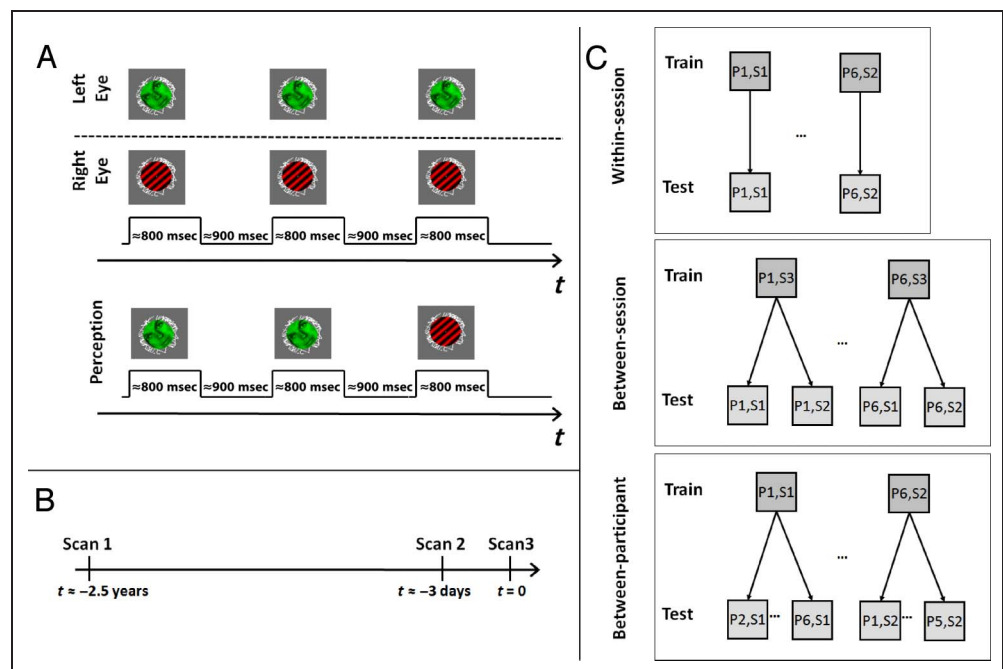 A
Left
Eye
Right
Eye
≈800 msec ≈900 msec ≈800 msec ≈900 msec ≈800 msec
t
Perception
≈800 msec ≈900 msec ≈800 msec ≈900 msec ≈800 msec
t
B
Scan 1 Scan 2 Scan3
t ≈ −2.5 years t ≈ −3 days t = 0
C
Within-session
Train P1,S1 P6,S2
...
Test P1,S1 P6,S2
Between-session
Train P1,S3 P6,S3
...
Test P1,S1 P1,S2 P6,S1 P6,S2
Between-participant
Train P1,S1 P6,S2
...
Test P2,S1 ... P6,S1 P1,S2 ... P5,S2